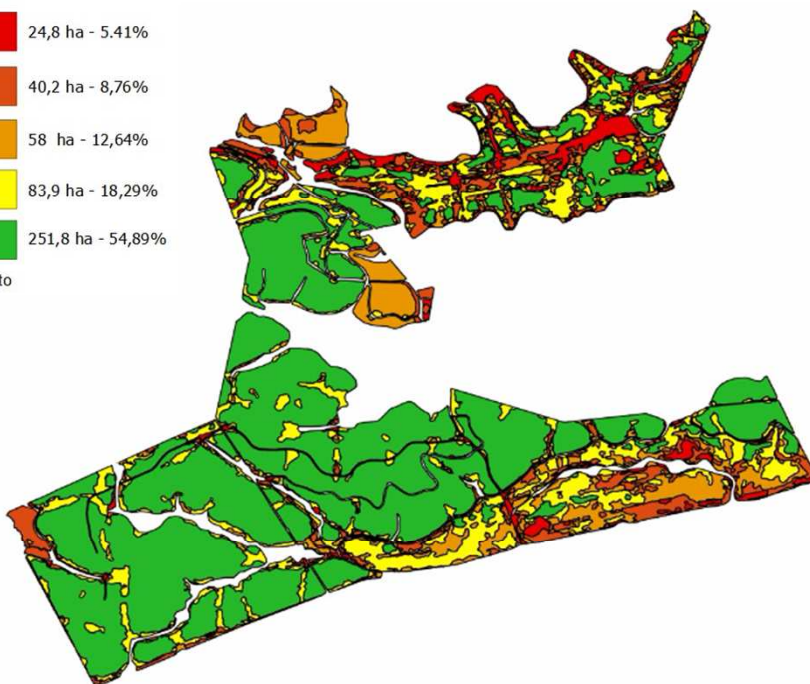 24,8 ha - 5.41%
40,2 ha - 8,76%
58 ha - 12,64%
83,9 ha - 18,29%
251,8 ha - 54,89%